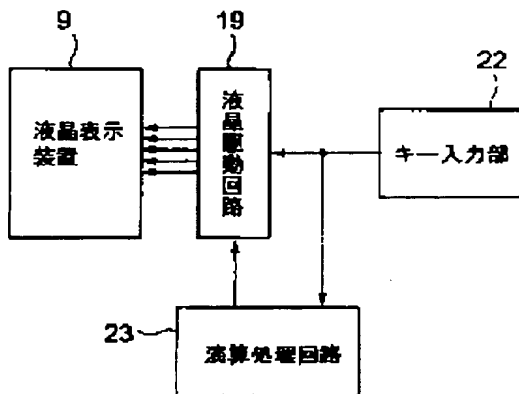 9
19
22
液晶表示
装置
液晶駆動回路
キー入力部
23
演算処理回路